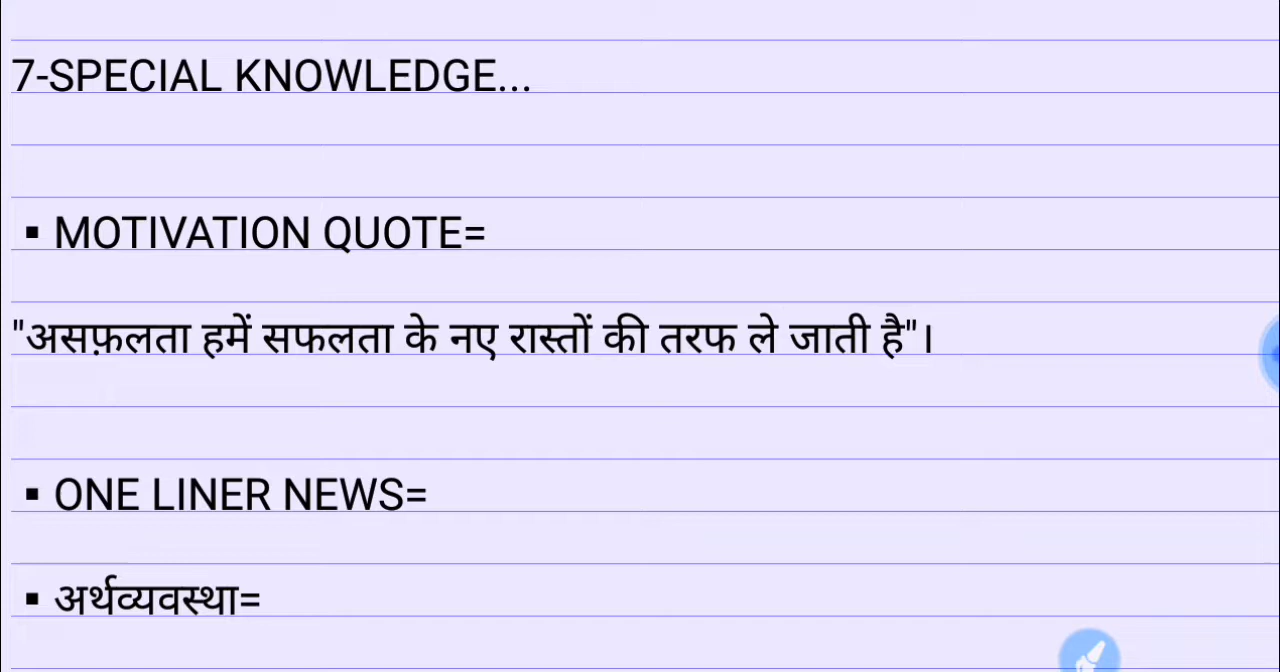 7-SPECIAL KNOWLEDGE...
▪ MOTIVATION QUOTE=
"असफ़लता हमें सफलता के नए रास्तों की तरफ ले जाती है"।
▪ ONE LINER NEWS=
▪ अर्थव्यवस्था=